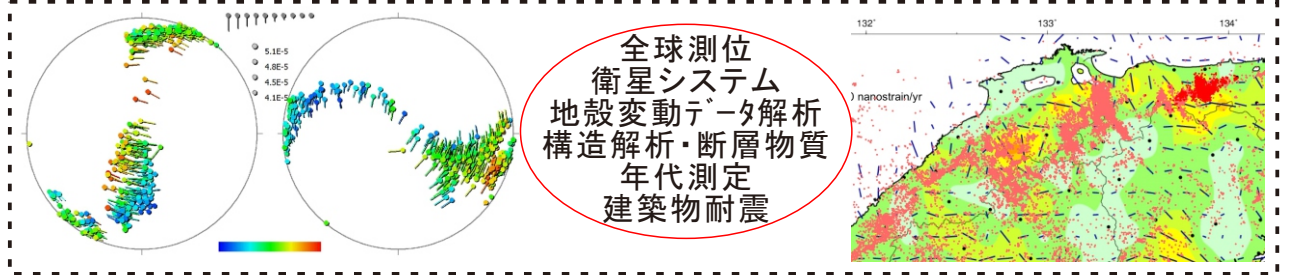 5.1E-5
4.8E-5
4.5E-5
4.1E-5
全球測位
衛星システム
地殻変動ﾃﾞｰﾀ解析
構造解析・断層物質
年代測定
建築物耐震
132゚
133゚
134゚
nanostrain/yr